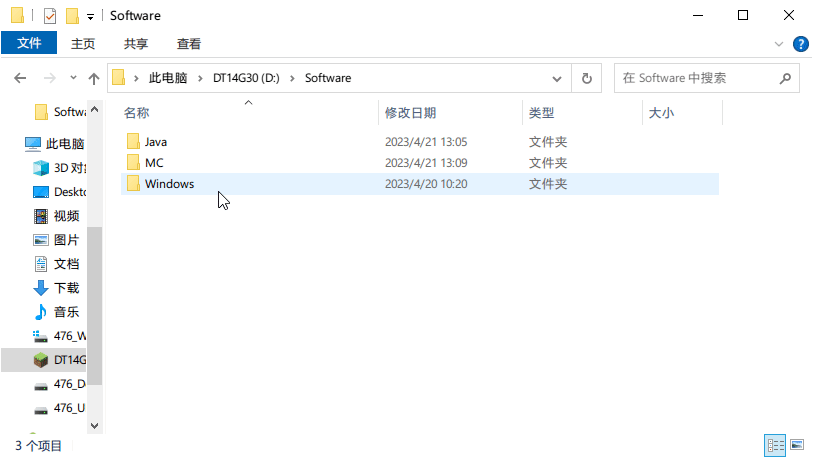 Software
文件 主页 共享 查看
此电脑 DT14G30 (D:) Software 在 Software 中搜索
名称 修改日期 类型 大小
Java 2023/4/21 13:05 文件夹
MC 2023/4/21 13:09 文件夹
Windows 2023/4/20 10:20 文件夹
Softwa
此电脑
3D 对象
Deskto
视频
图片
文档
下载
音乐
476_W
DT14G
476_D
476_U
3 个项目